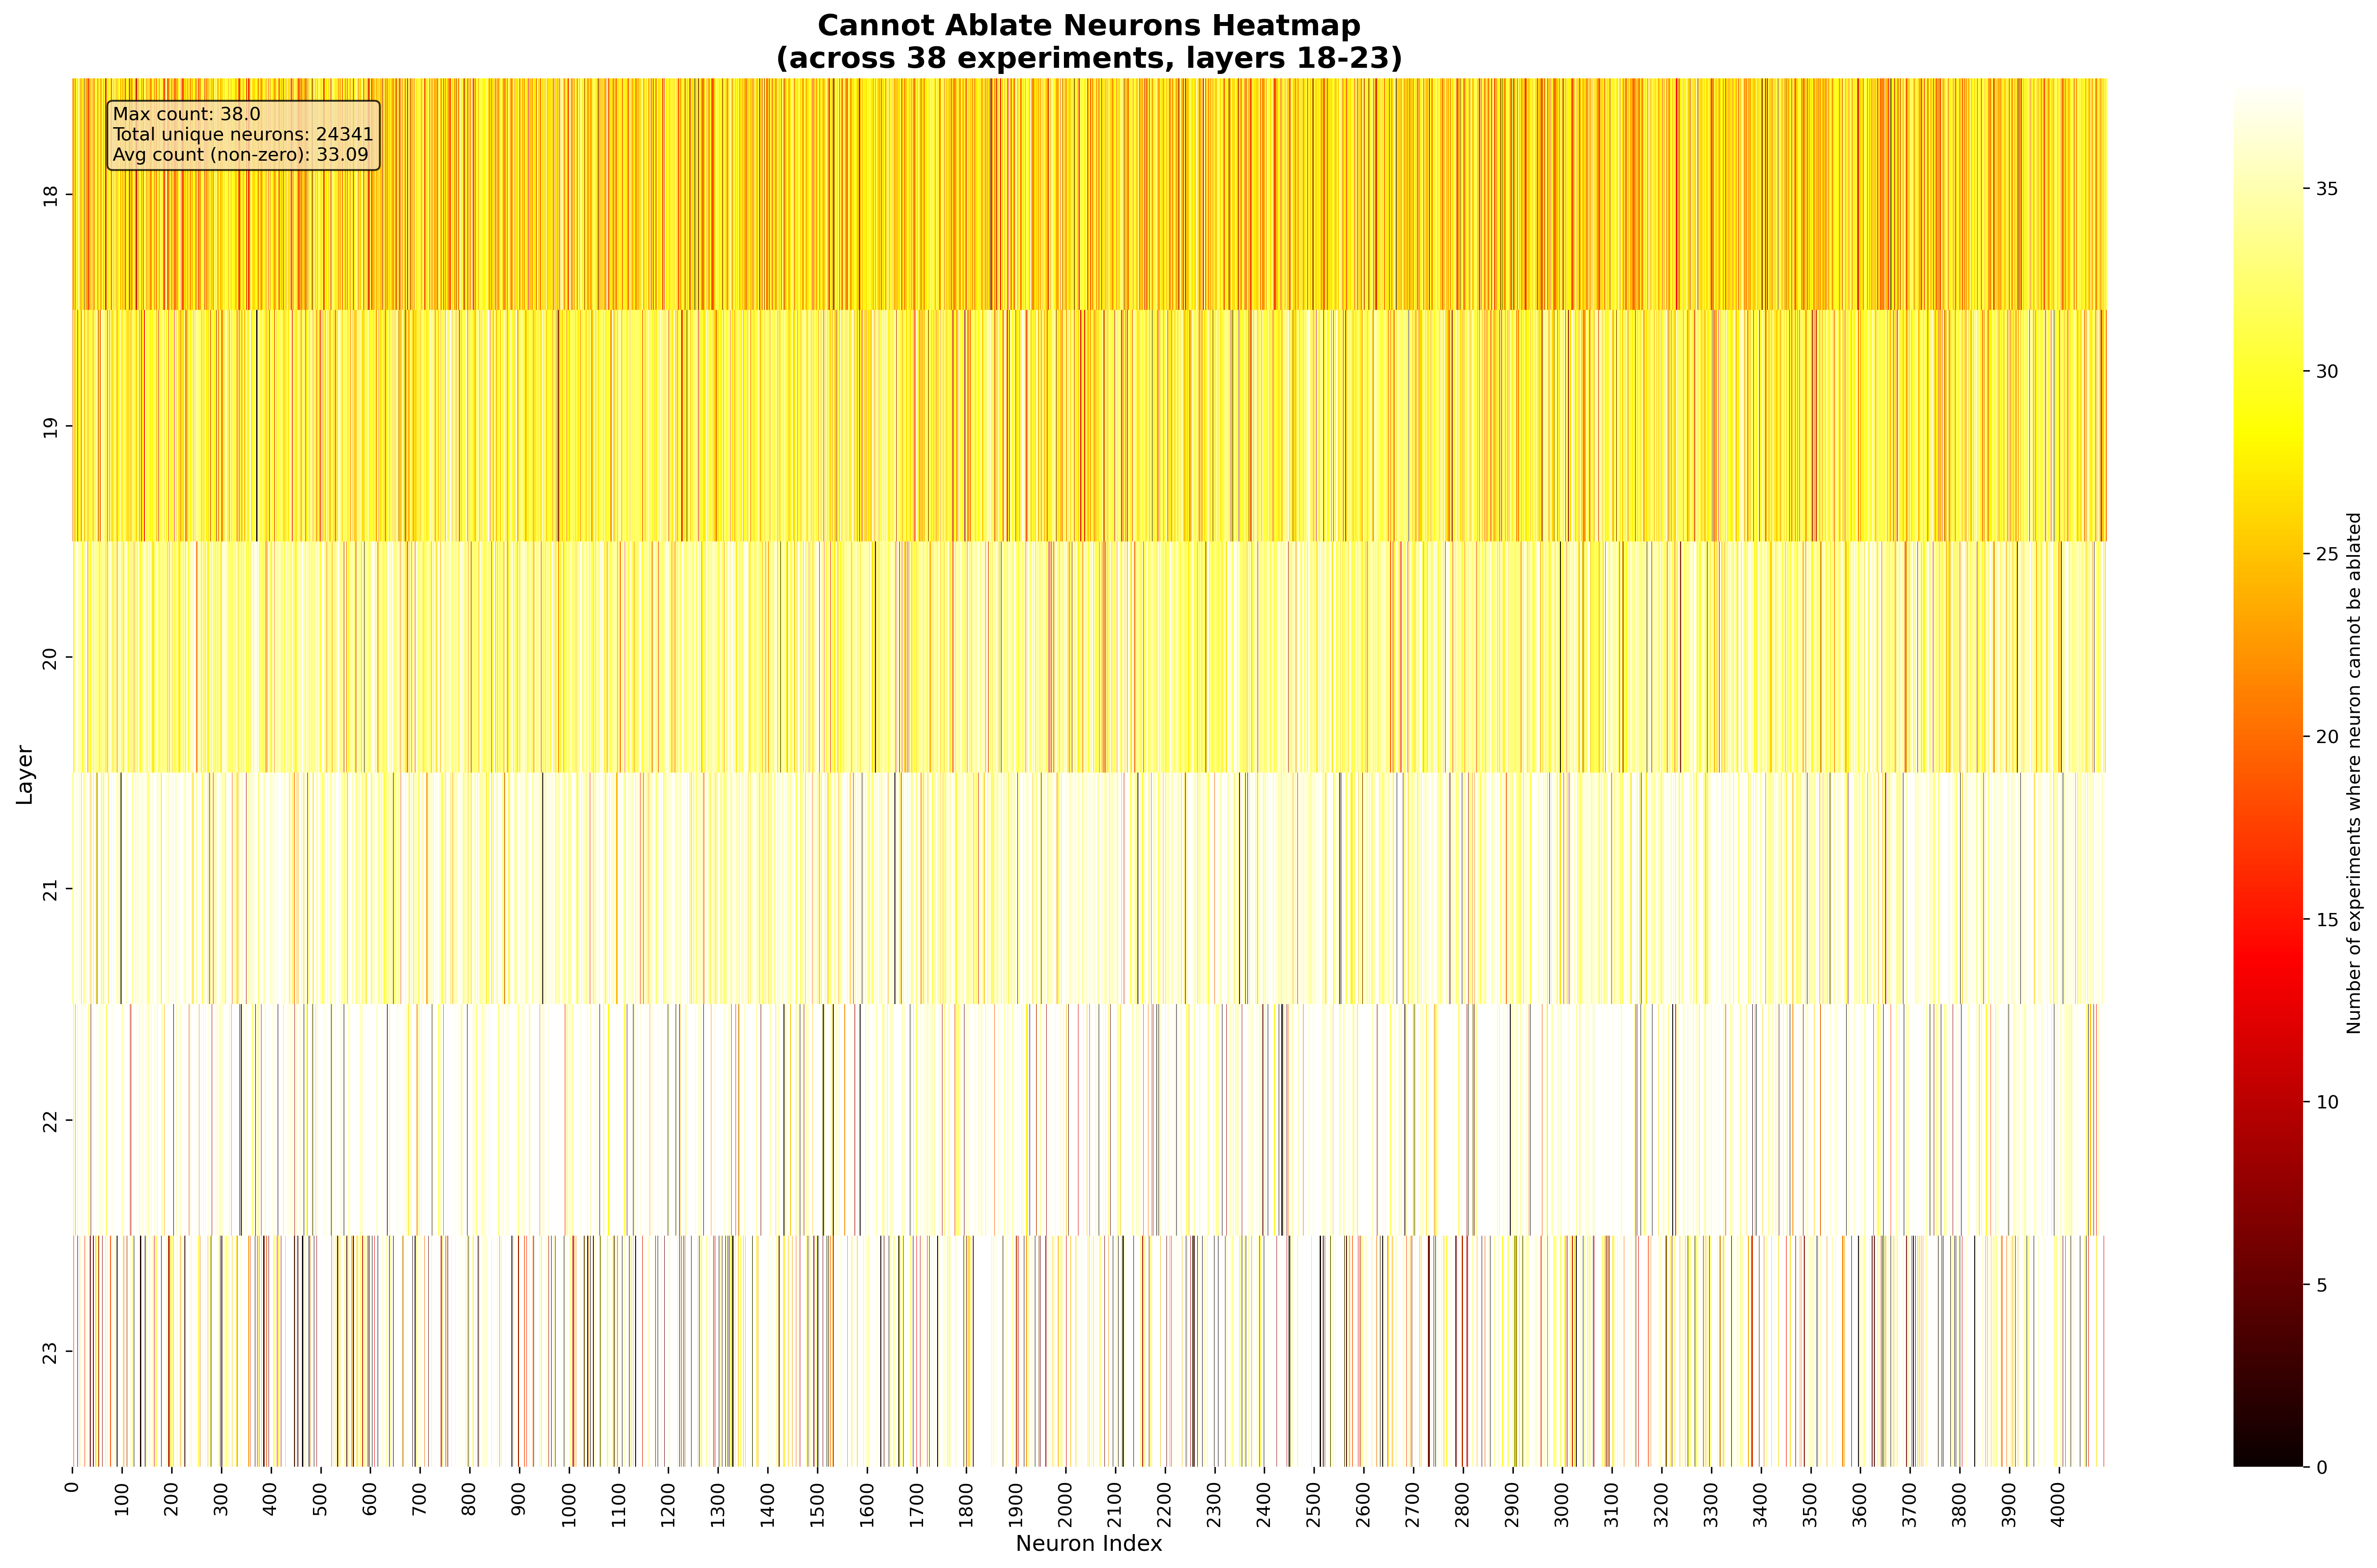 Cannot Ablate Neurons Heatmap
(across 38 experiments, layers 18-23)
Max count: 38.0
Total unique neurons: 24341
Avg count (non-zero): 33.09
Layer
18
19
20
21
22
23
0 100 200 300 400 500 600 700 800 900 1000 1100 1200 1300 1400 1500 1600 1700 1800 1900 2000 2100 2200 2300 2400 2500 2600 2700 2800 2900 3000 3100 3200 3300 3400 3500 3600 3700 3800 3900 4000
Neuron Index
35
30
25
20
15
10
5
0
Number of experiments where neuron cannot be ablated